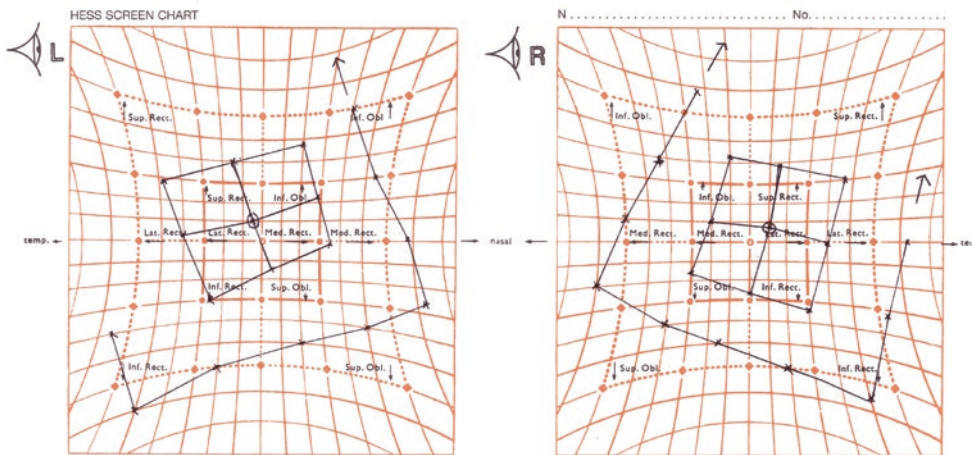 HESS SCREEN CHART
N ........................ No. ........................
L
R
Sup. Rect. Inf. Obl
Inf. Obl. Sup. Rect.
Sup. Rect. Inf. Obl.
Inf. Obl. Sup. Rect.
temp. Lat. Rect. Lat. Rect. Med. Rect. Med. Rect. nasal
Med. Rect. Med. Rect. Lat. Rect. Lat. Rect.
Inf. Rect. Sup. Obl.
Sup. Obl. Inf. Rect.
Inf. Rect. Sup. Obl.
Sup. Obl. Inf. Rect.